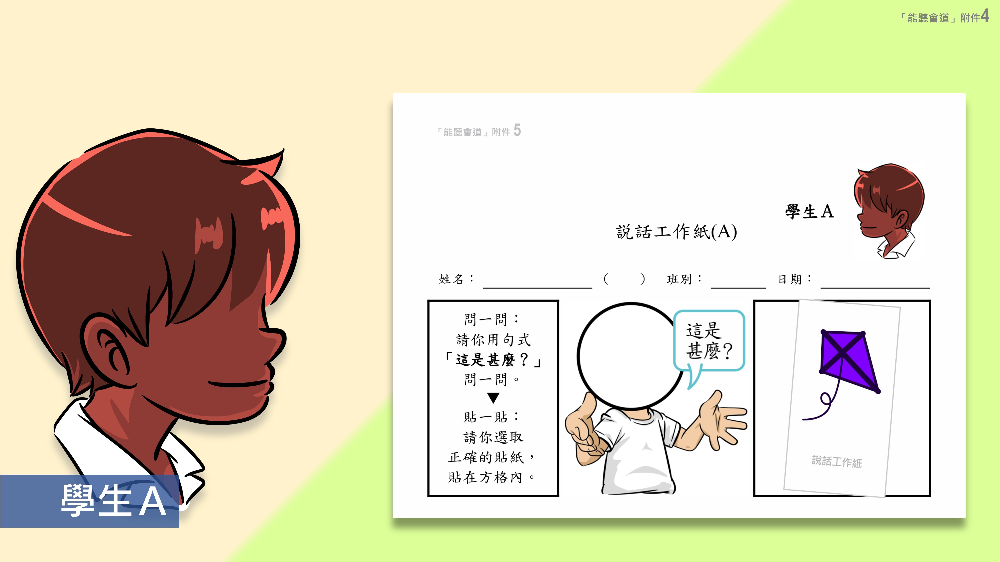 「能聽會道」附件4
「能聽會道」附件 5
學生A
説話工作紙(A)
姓名： ( ) 班別： 日期：
問一問：
請你用句式
「這是甚麼？」
問一問。
▼
貼一貼：
請你選取
正確的貼紙，
貼在方格內。
這是
甚麼?
說話工作紙
學生A